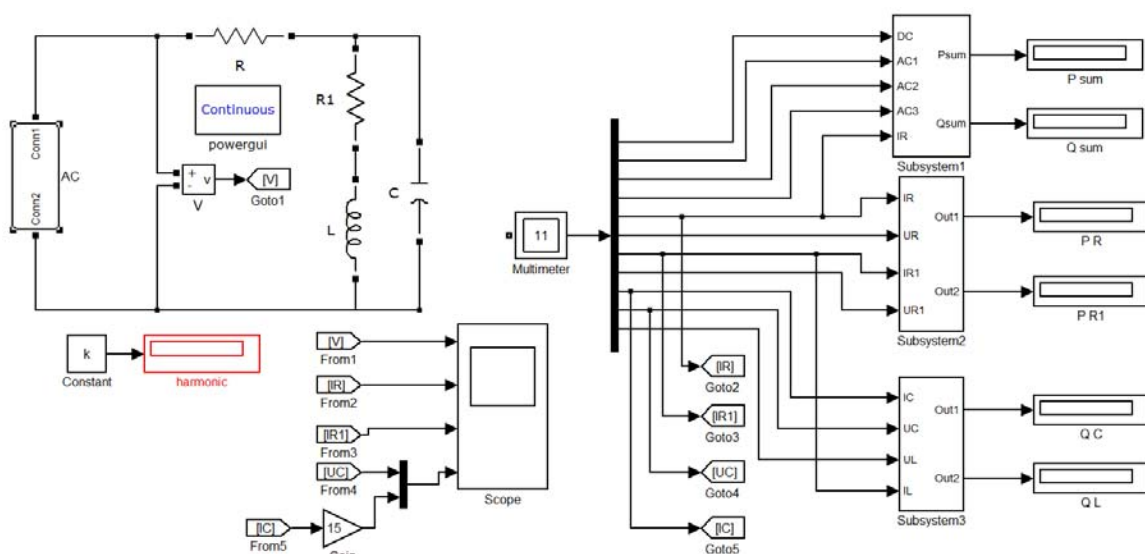 R
R1
Continuous
powergui
Conn1
Conn2
AC
+
-
v
V
[V]
Goto1
L
C
k
Constant
harmonic
[V]
From1
[IR]
From2
[IR1]
From3
[UC]
From4
[IC]
From5
15
Scope
11
Multimeter
DC
AC1
AC2
AC3
IR
Psum
Qsum
Subsystem1
P sum
Q sum
IR
UR
IR1
UR1
Out1
Out2
Subsystem2
P R
P R1
[IR]
Goto2
[IR1]
Goto3
[UC]
Goto4
[IC]
Goto5
IC
UC
UL
IL
Out1
Out2
Subsystem3
Q C
Q L